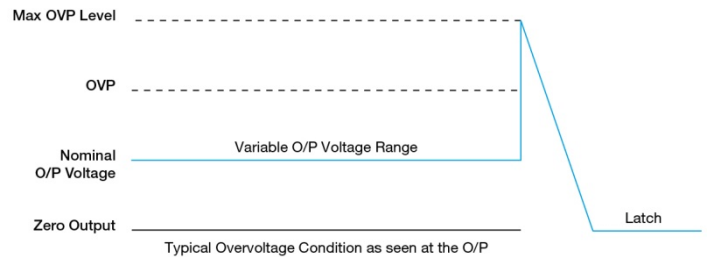 Max OVP Level
OVP
Variable O/P Voltage Range
Nominal
O/P Voltage
Zero Output
Latch
Typical Overvoltage Condition as seen at the O/P